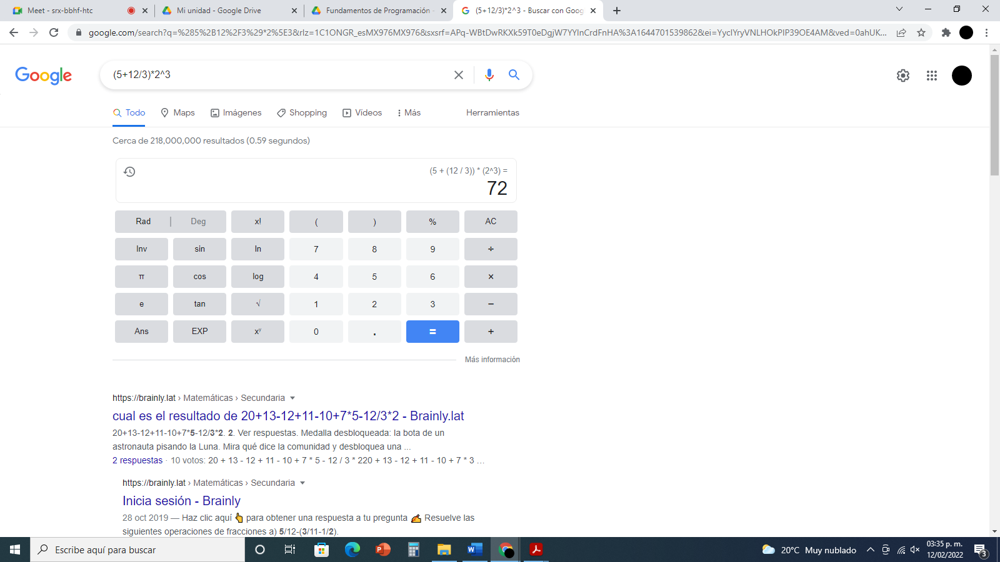 Meet - srx-bbhf-htc
Mi unidad - Google Drive
Fundamentos de Programación -
(5+12/3)*2^3 - Buscar con Goog
google.com/search?q=%285%2B12%2F3%29*2%5E3&rlz=1C1ONGR_esMX976MX976&sxsrf=APq-WBtDwRKXk59T0eDgjW7YYlnCrdFnHA%3A1644701539862&ei=YycIYryVNLHOkPIP39OE4AM&ved=0ahUK...
Google
(5+12/3)*2^3
Todo Maps Imágenes Shopping Vídeos Más Herramientas
Cerca de 218,000,000 resultados (0.59 segundos)
(5 + (12 / 3)) * (2^3) =
72
Rad | Deg x! ( ) % AC
Inv sin ln 7 8 9 ÷
π cos log 4 5 6 ×
e tan √ 1 2 3 −
Ans EXP xʸ 0 . = +
Más información
https://brainly.lat › Matemáticas › Secundaria
cual es el resultado de 20+13-12+11-10+7*5-12/3*2 - Brainly.lat
20+13-12+11-10+7*5-12/3*2. 2. Ver respuestas. Medalla desbloqueada: la bota de un
astronauta pisando la Luna. Mira qué dice la comunidad y desbloquea una ...
2 respuestas · 10 votos: 20 + 13 - 12 + 11 - 10 + 7 * 5 - 12 / 3 * 220 + 13 - 12 + 11 - 10 + 7 * 3 ...
https://brainly.lat › Matemáticas › Secundaria
Inicia sesión - Brainly
28 oct 2019 — Haz clic aquí 👆 para obtener una respuesta a tu pregunta ✍️ Resuelve las
siguientes operaciones de fracciones a) 5/12-(3/11-1/2).
Escribe aquí para buscar
20°C Muy nublado
03:35 p. m.
12/02/2022
3